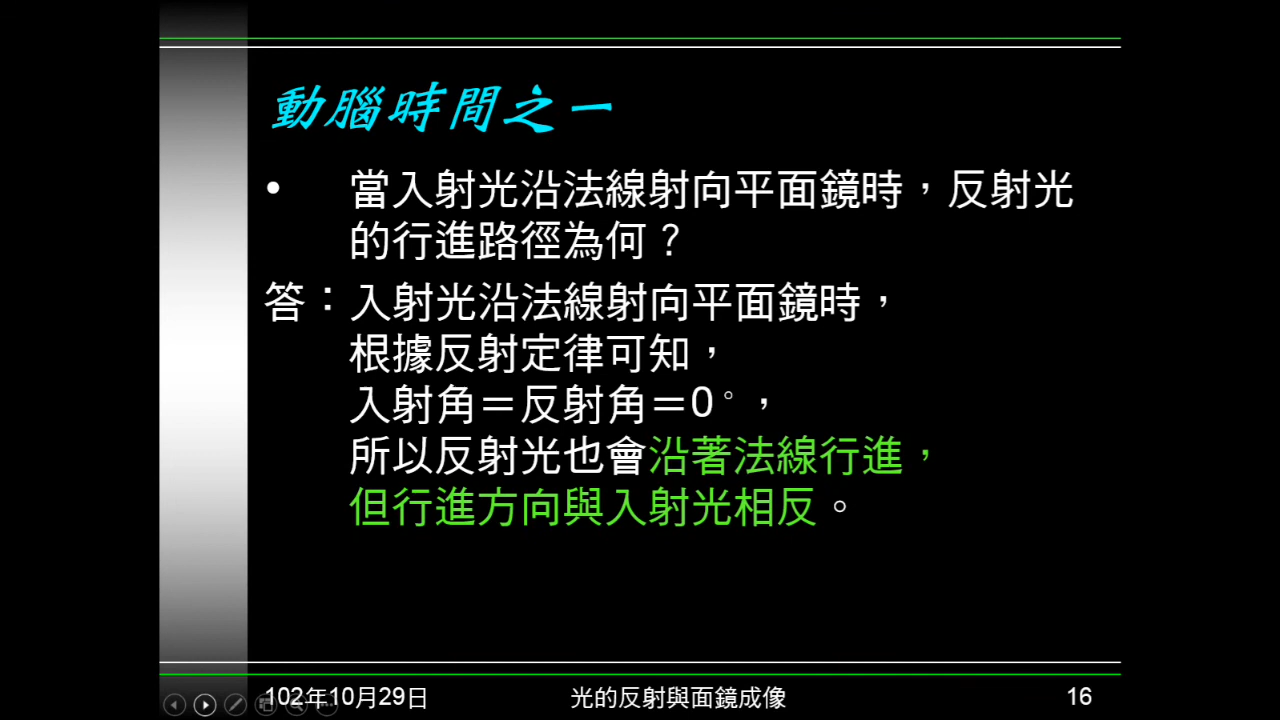 動腦時間之一
• 當入射光沿法線射向平面鏡時，反射光
的行進路徑為何？
答：入射光沿法線射向平面鏡時，
根據反射定律可知，
入射角＝反射角＝0°，
所以反射光也會沿著法線行進，
但行進方向與入射光相反。
102年10月29日 光的反射與面鏡成像 16